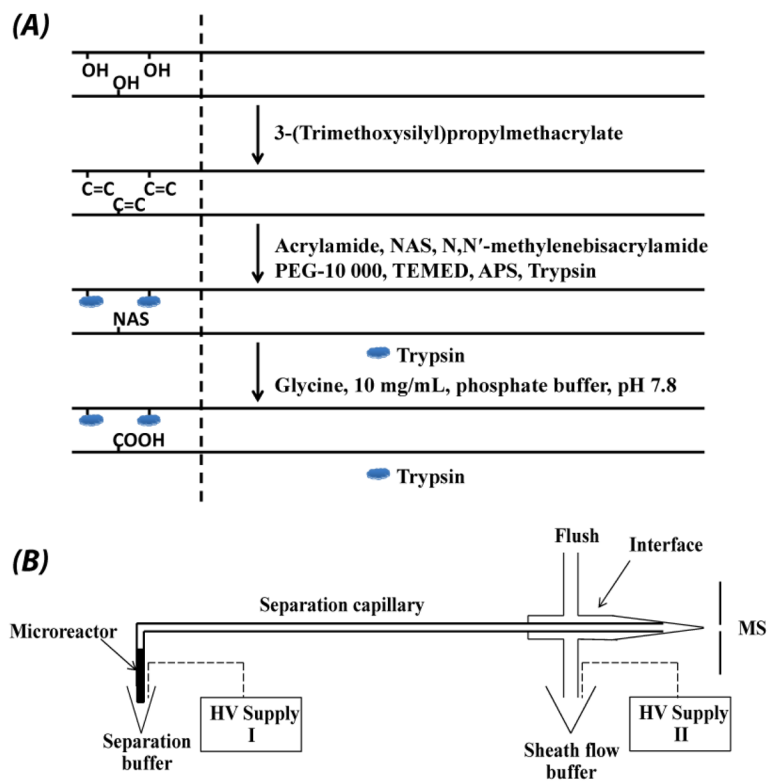 (A)
OH OH
OH
3-(Trimethoxysilyl)propylmethacrylate
C=C C=C
C=C
Acrylamide, NAS, N,N′-methylenebisacrylamide
PEG-10 000, TEMED, APS, Trypsin
NAS
Trypsin
Glycine, 10 mg/mL, phosphate buffer, pH 7.8
COOH
Trypsin
(B)
Flush
Interface
Separation capillary
Microreactor
MS
HV Supply
I
Separation
buffer
HV Supply
II
Sheath flow
buffer